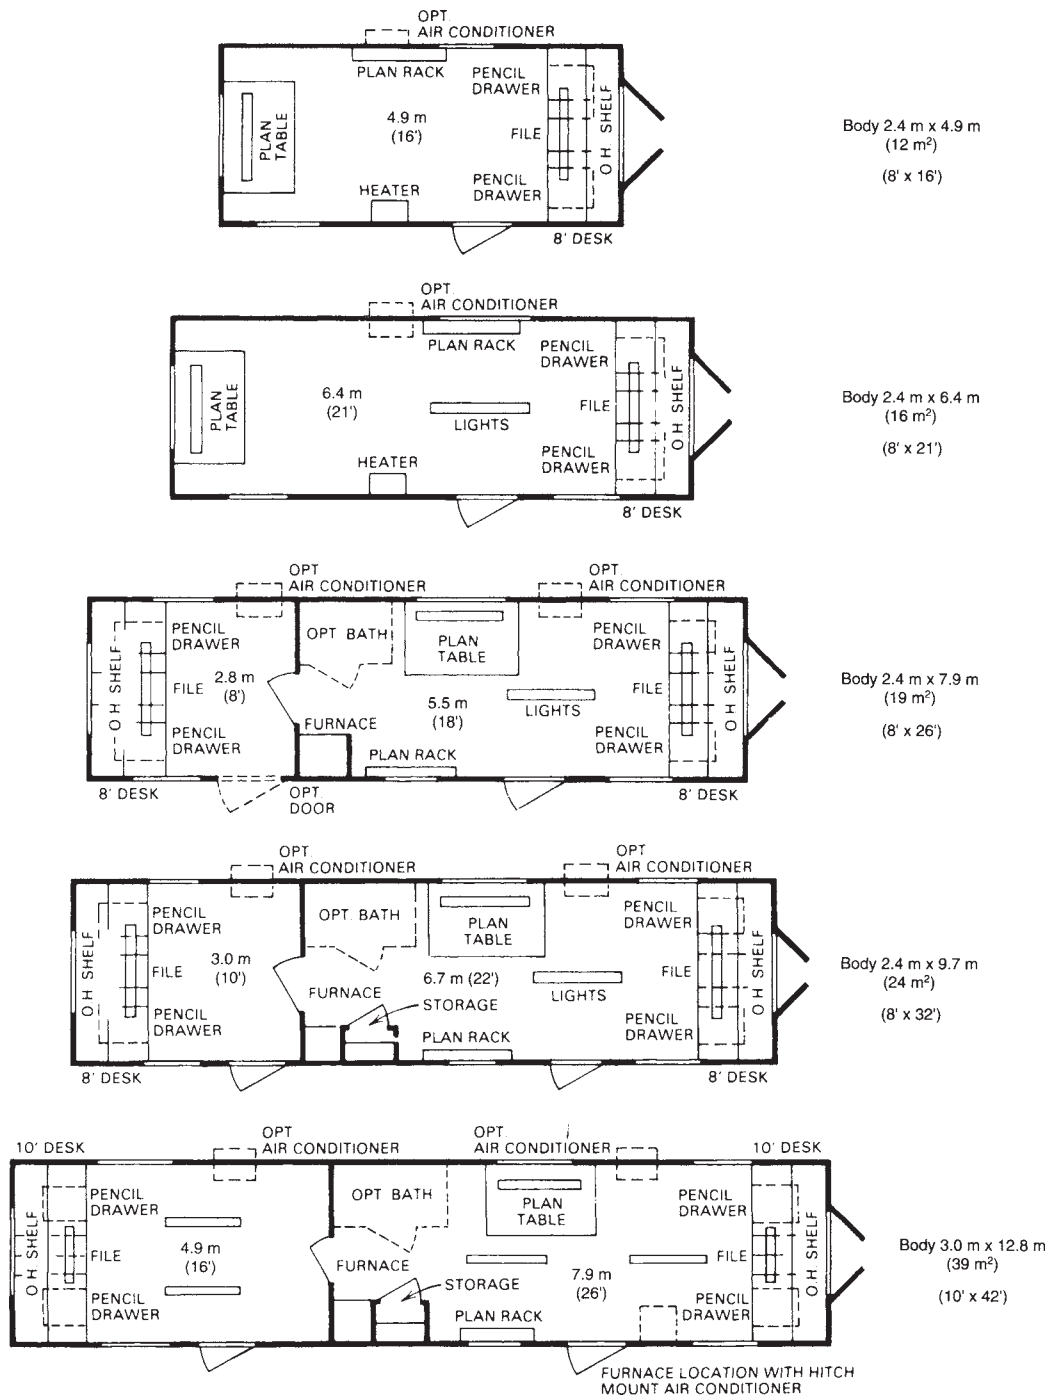 OPT.
AIR CONDITIONER
PLAN RACK
PENCIL
DRAWER
PLAN
TABLE
4.9 m
(16')
FILE
O.H. SHELF
PENCIL
DRAWER
HEATER
8' DESK
Body 2.4 m x 4.9 m
(12 m²)
(8' x 16')
OPT.
AIR CONDITIONER
PLAN RACK
PENCIL
DRAWER
PLAN
TABLE
6.4 m
(21')
LIGHTS
FILE
O.H. SHELF
PENCIL
DRAWER
HEATER
8' DESK
Body 2.4 m x 6.4 m
(16 m²)
(8' x 21')
OPT.
AIR CONDITIONER
OPT.
AIR CONDITIONER
O.H. SHELF
PENCIL
DRAWER
FILE
PENCIL
DRAWER
2.8 m
(8')
OPT. BATH
FURNACE
PLAN
TABLE
5.5 m
(18')
LIGHTS
PLAN RACK
PENCIL
DRAWER
FILE
PENCIL
DRAWER
O.H. SHELF
8' DESK
OPT.
DOOR
8' DESK
Body 2.4 m x 7.9 m
(19 m²)
(8' x 26')
OPT.
AIR CONDITIONER
OPT.
AIR CONDITIONER
O.H. SHELF
PENCIL
DRAWER
FILE
PENCIL
DRAWER
3.0 m
(10')
OPT. BATH
FURNACE
STORAGE
PLAN
TABLE
6.7 m (22')
LIGHTS
PLAN RACK
PENCIL
DRAWER
FILE
PENCIL
DRAWER
O.H. SHELF
8' DESK
8' DESK
Body 2.4 m x 9.7 m
(24 m²)
(8' x 32')
10' DESK
OPT.
AIR CONDITIONER
OPT.
AIR CONDITIONER
10' DESK
O.H. SHELF
PENCIL
DRAWER
FILE
PENCIL
DRAWER
4.9 m
(16')
OPT. BATH
FURNACE
STORAGE
PLAN
TABLE
7.9 m
(26')
PLAN RACK
PENCIL
DRAWER
FILE
PENCIL
DRAWER
O.H. SHELF
FURNACE LOCATION WITH HITCH
MOUNT AIR CONDITIONER
Body 3.0 m x 12.8 m
(39 m²)
(10' x 42')